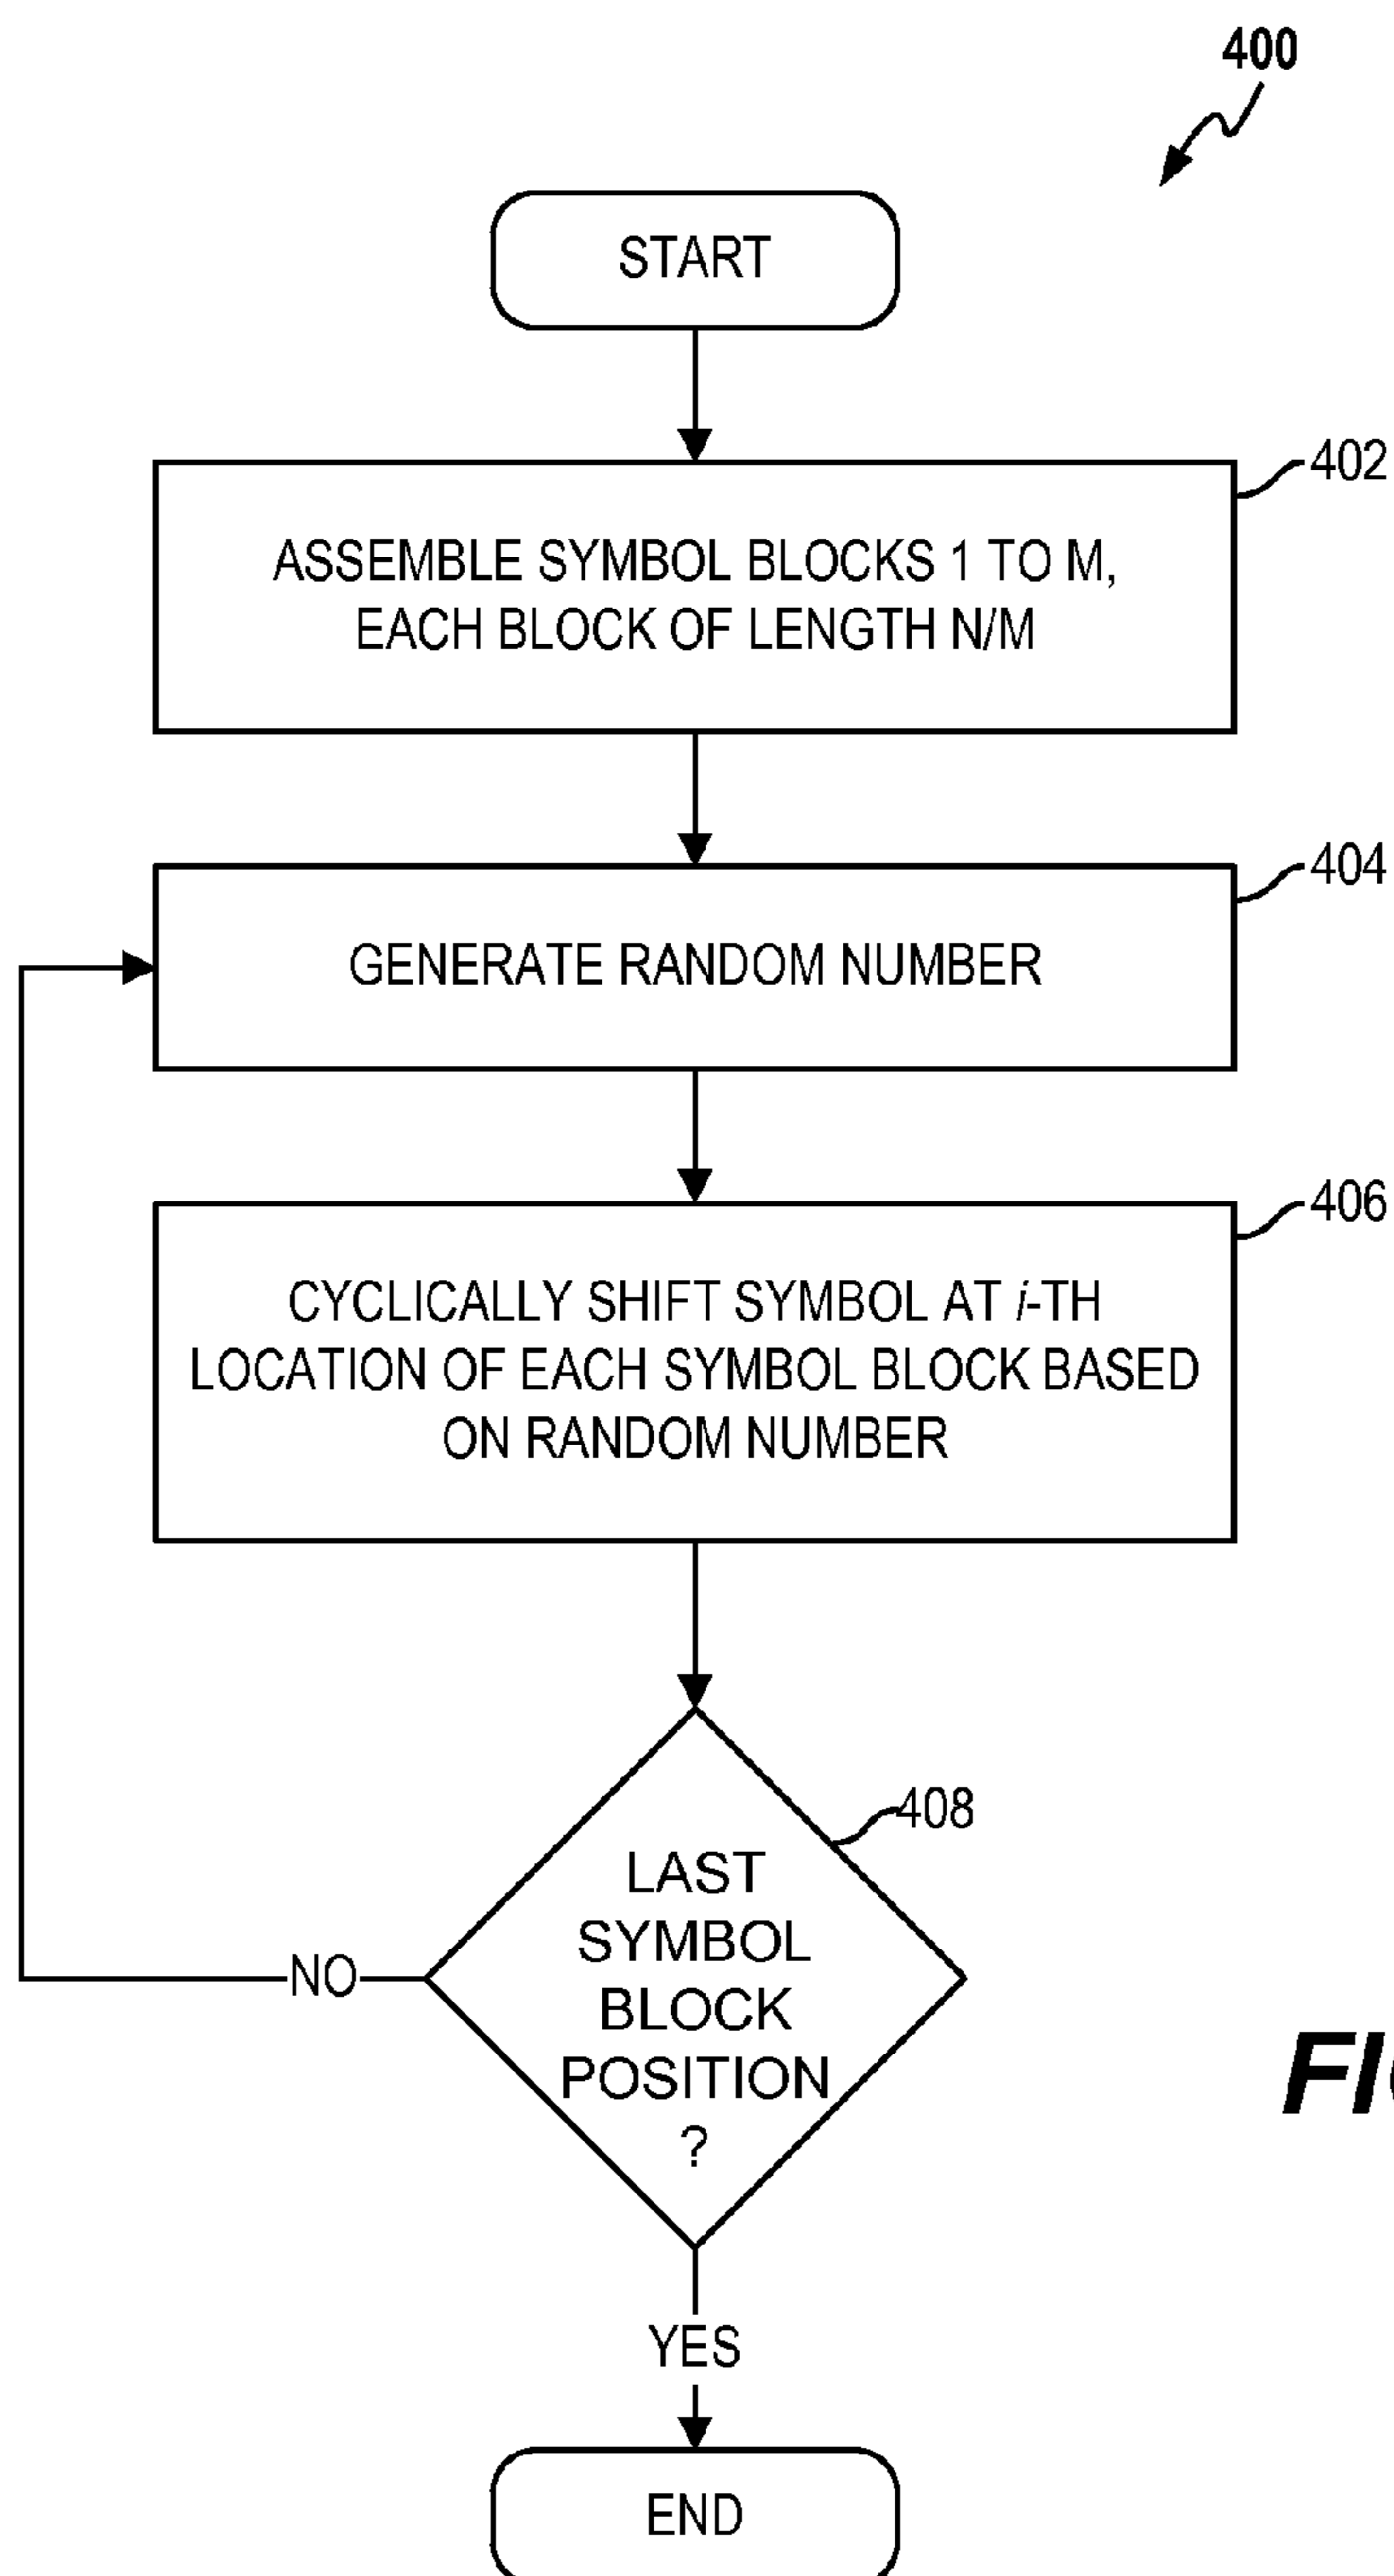 400
START
402
ASSEMBLE SYMBOL BLOCKS 1 TO M,
EACH BLOCK OF LENGTH N/M
404
GENERATE RANDOM NUMBER
406
CYCLICALLY SHIFT SYMBOL AT i-TH
LOCATION OF EACH SYMBOL BLOCK BASED
ON RANDOM NUMBER
408
LAST
SYMBOL
BLOCK
POSITION
?
NO
YES
END